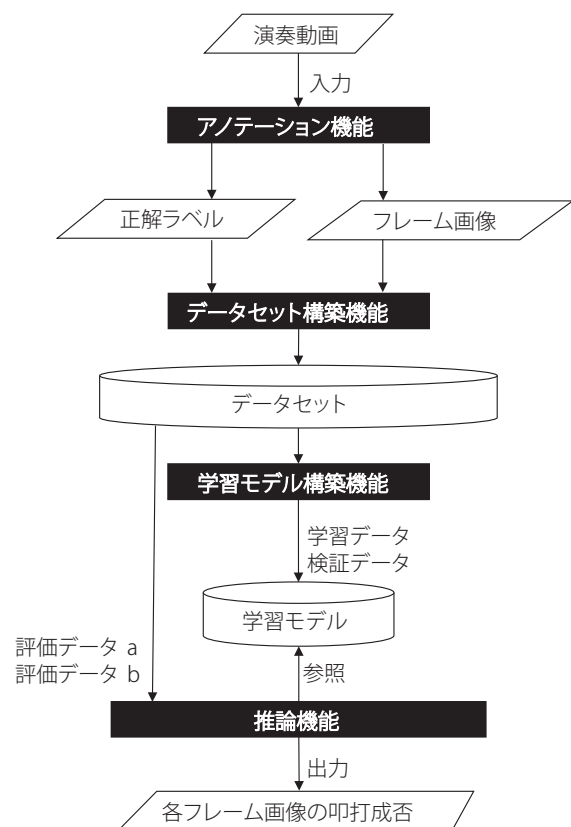 演奏動画
入力
アノテーション機能
正解ラベル
フレーム画像
データセット構築機能
データセット
学習モデル構築機能
学習データ
検証データ
学習モデル
評価データ a
評価データ b
参照
推論機能
出力
各フレーム画像の叩打成否